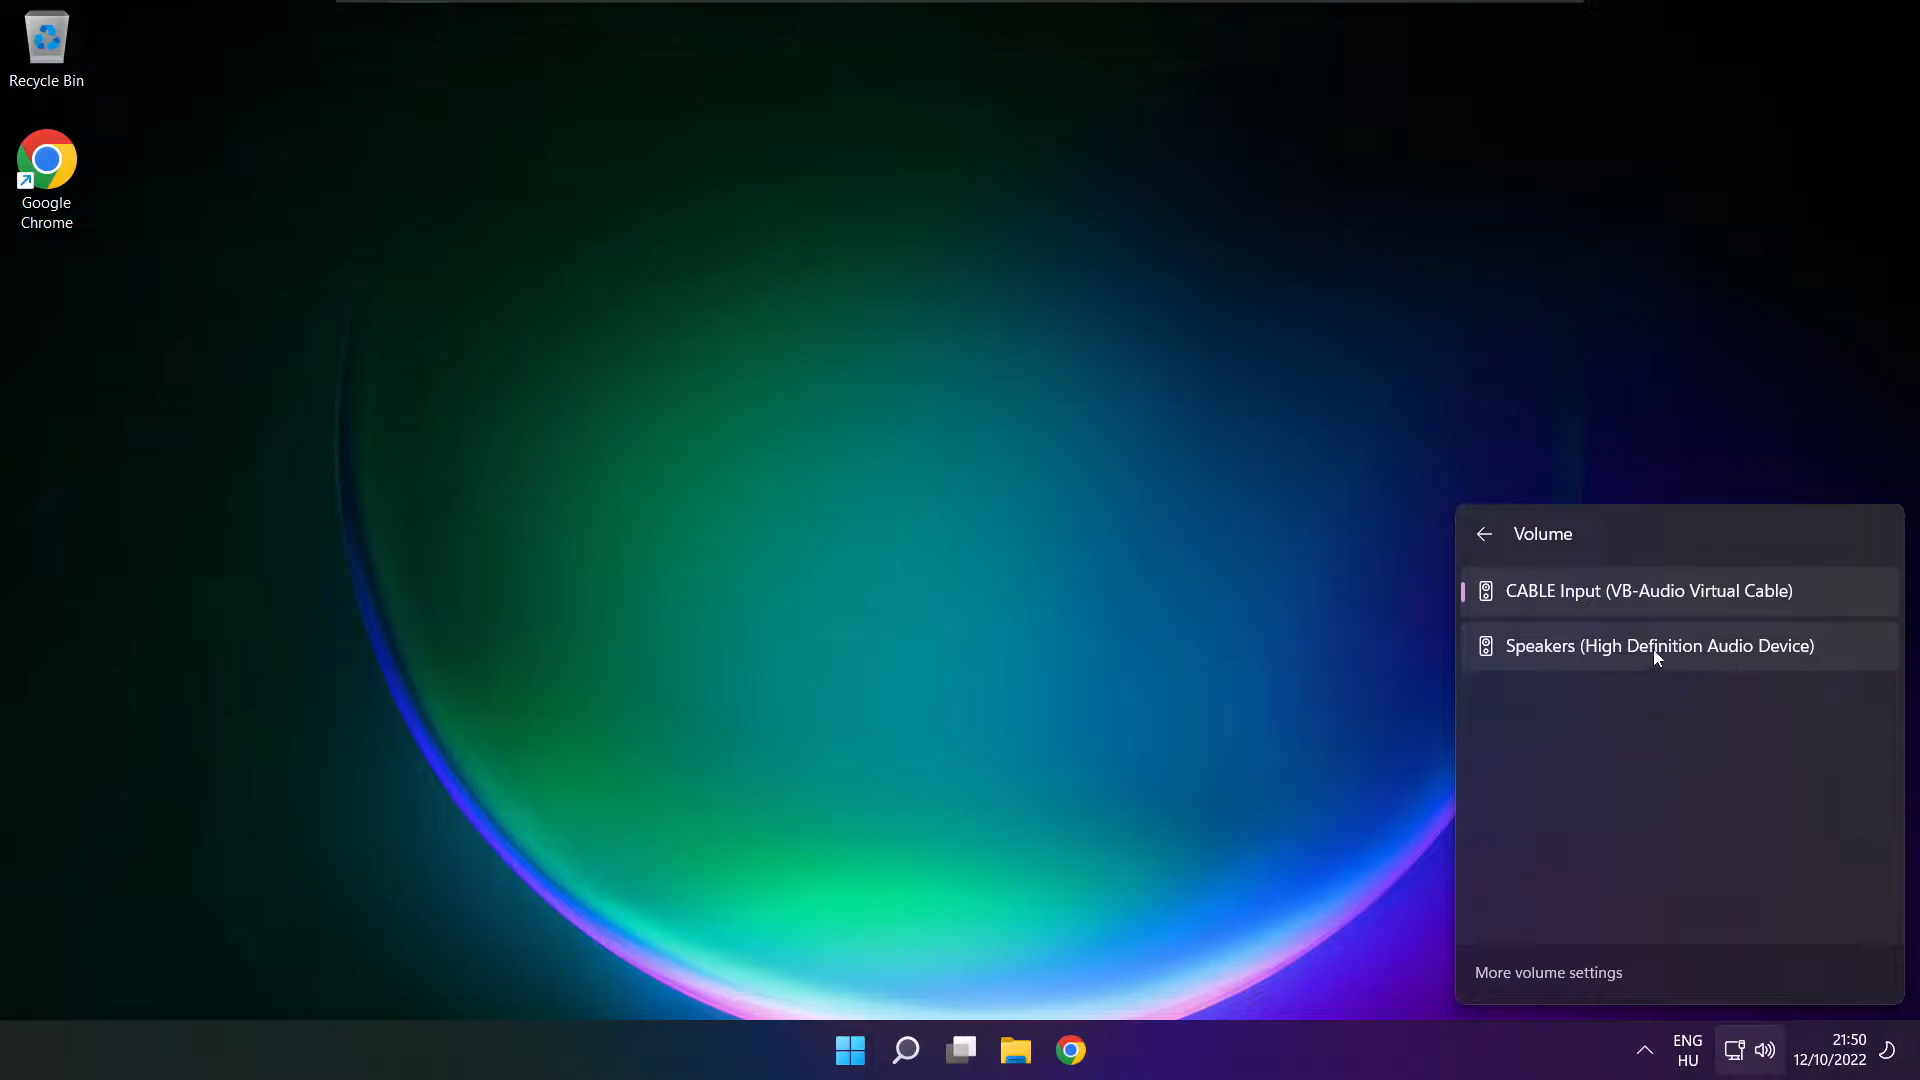 Recycle Bin
Google
Chrome
Volume
CABLE Input (VB-Audio Virtual Cable)
Speakers (High Definition Audio Device)
More volume settings
ENG
HU
21:50
12/10/2022